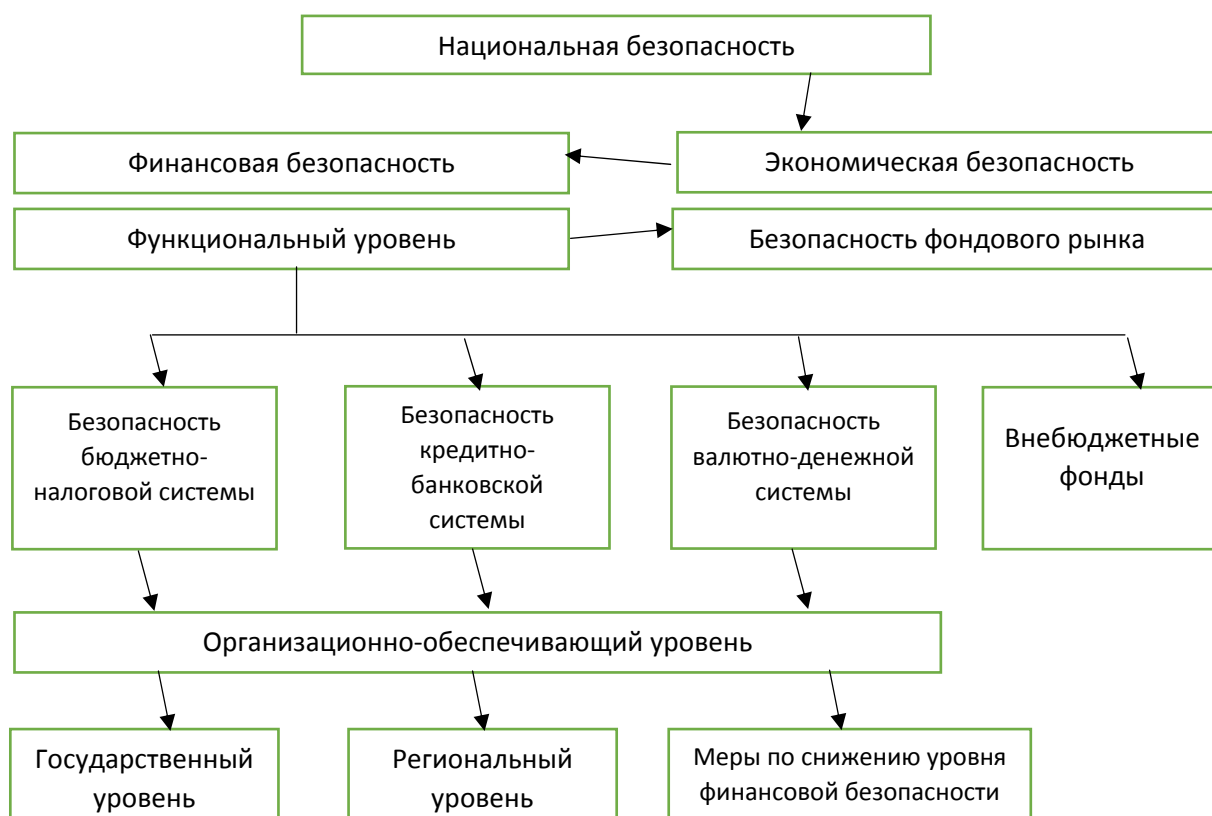 Национальная безопасность
Финансовая безопасность
Экономическая безопасность
Функциональный уровень
Безопасность фондового рынка
Безопасность
бюджетно-
налоговой системы
Безопасность
кредитно-
банковской
системы
Безопасность
валютно-денежной
системы
Внебюджетные
фонды
Организационно-обеспечивающий уровень
Государственный
уровень
Региональный
уровень
Меры по снижению уровня
финансовой безопасности